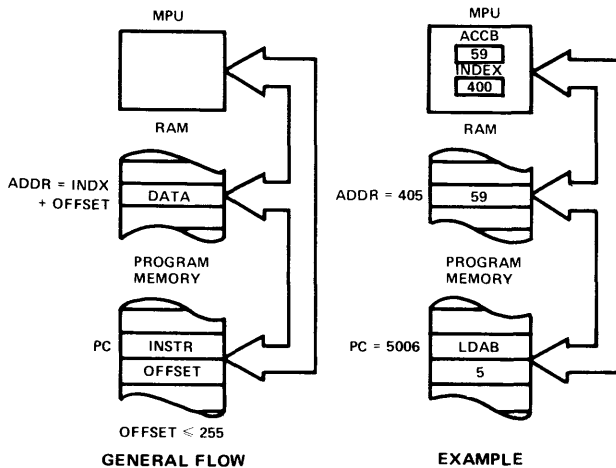 MPU
RAM
ADDR = INDX
+ OFFSET
DATA
PROGRAM
MEMORY
PC
INSTR
OFFSET
OFFSET ⩽ 255
GENERAL FLOW
MPU
ACCB
59
INDEX
400
RAM
ADDR = 405
59
PROGRAM
MEMORY
PC = 5006
LDAB
5
EXAMPLE